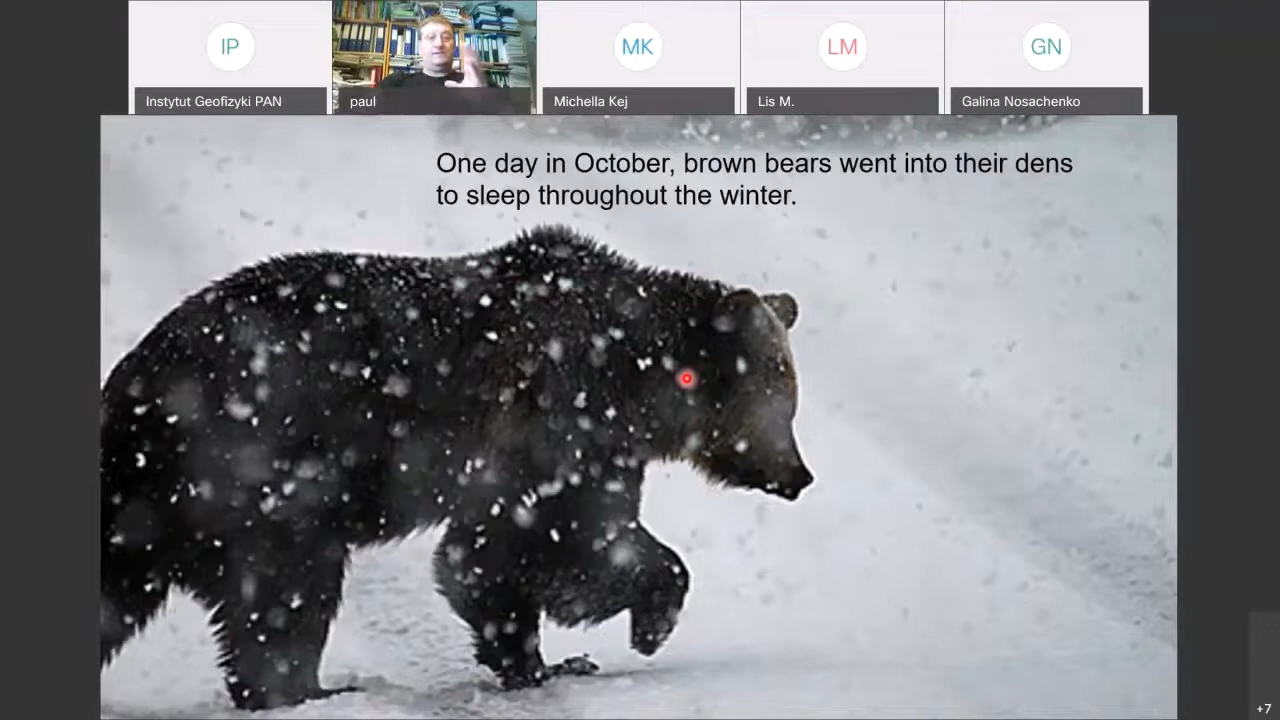 IP
MK
LM
GN
Instytut Geofizyki PAN
paul
Michella Kej
Lis M.
Galina Nosachenko
One day in October, brown bears went into their dens
to sleep throughout the winter.
+7